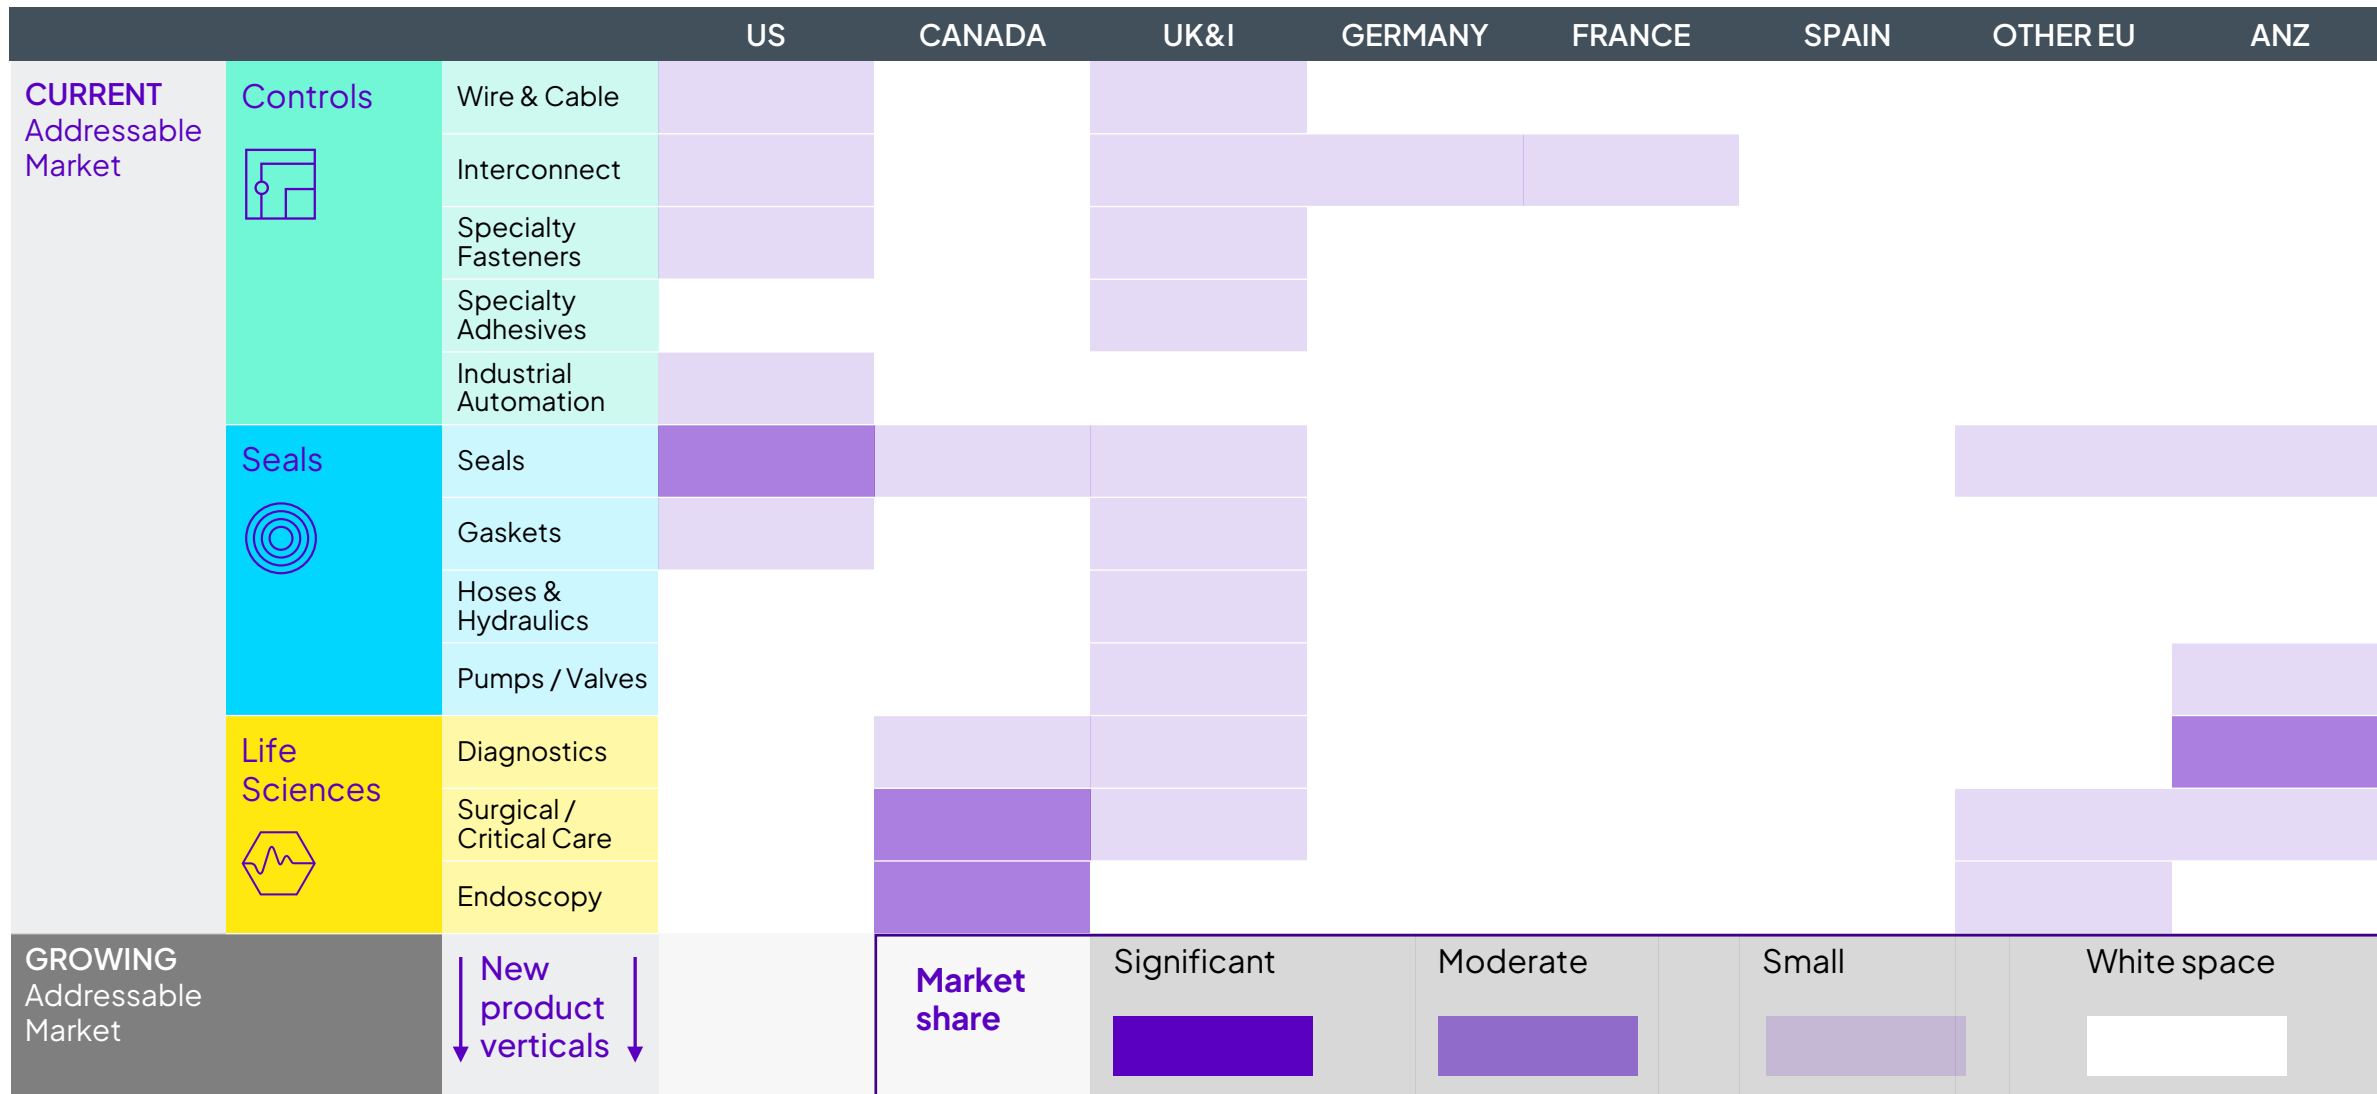 US CANADA UK&I GERMANY FRANCE SPAIN OTHER EU ANZ
CURRENT
Addressable
Market
Controls
Wire & Cable
Interconnect
Specialty
Fasteners
Specialty
Adhesives
Industrial
Automation
Seals
Seals
Gaskets
Hoses &
Hydraulics
Pumps / Valves
Life
Sciences
Diagnostics
Surgical /
Critical Care
Endoscopy
GROWING
Addressable
Market
New
product
verticals
Market
share
Significant
Moderate
Small
White space